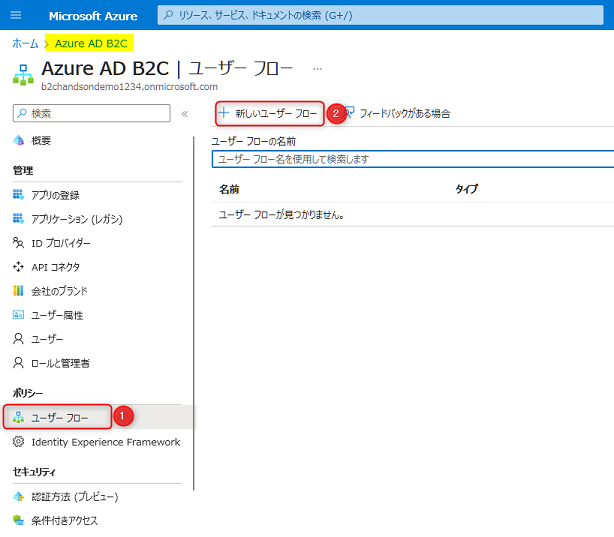 Microsoft Azure
リソース、サービス、ドキュメントの検索 (G+/)
ホーム > Azure AD B2C
Azure AD B2C | ユーザー フロー ...
b2chandsondemo1234.onmicrosoft.com
検索 «
+ 新しいユーザー フロー 2 フィードバックがある場合
概要
ユーザー フローの名前
ユーザー フロー名を使用して検索します
管理
名前 タイプ
アプリの登録
ユーザー フローが見つかりません。
アプリケーション (レガシ)
ID プロバイダー
API コネクタ
会社のブランド
ユーザー属性
ユーザー
ロールと管理者
ポリシー
ユーザー フロー 1
Identity Experience Framework
セキュリティ
認証方法 (プレビュー)
条件付きアクセス